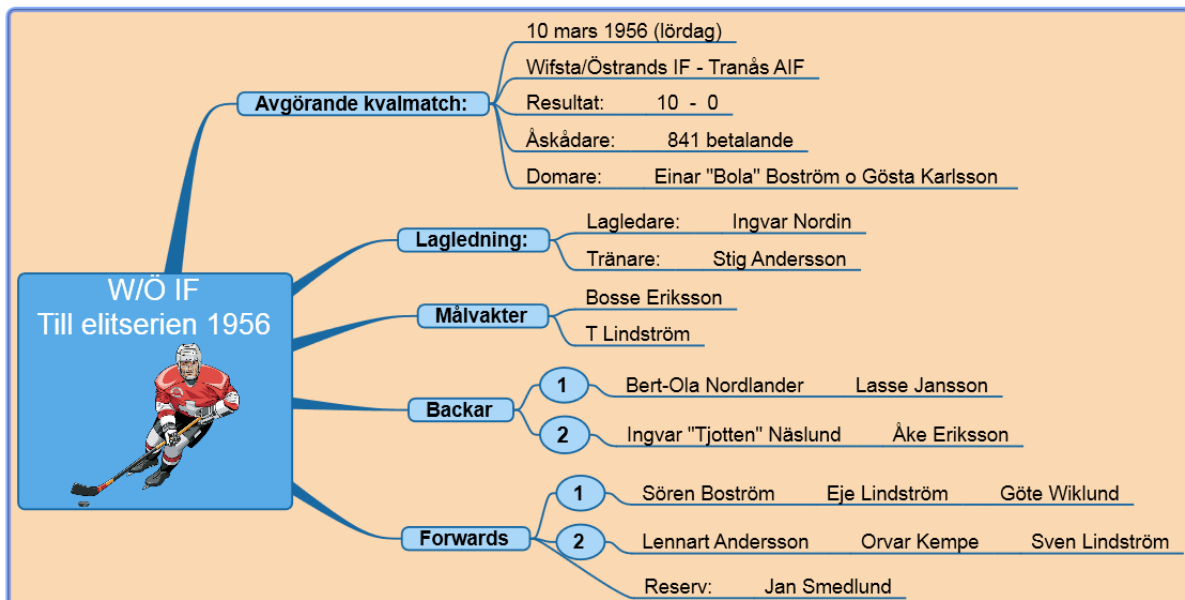 W/Ö IF
Till elitserien 1956
Avgörande kvalmatch:
10 mars 1956 (lördag)
Wifsta/Östrands IF - Tranås AIF
Resultat: 10 - 0
Åskådare: 841 betalande
Domare: Einar "Bola" Boström o Gösta Karlsson
Lagledning:
Lagledare: Ingvar Nordin
Tränare: Stig Andersson
Målvakter
Bosse Eriksson
T Lindström
Backar
1 Bert-Ola Nordlander Lasse Jansson
2 Ingvar "Tjotten" Näslund Åke Eriksson
Forwards
1 Sören Boström Eje Lindström Göte Wiklund
2 Lennart Andersson Orvar Kempe Sven Lindström
Reserv: Jan Smedlund